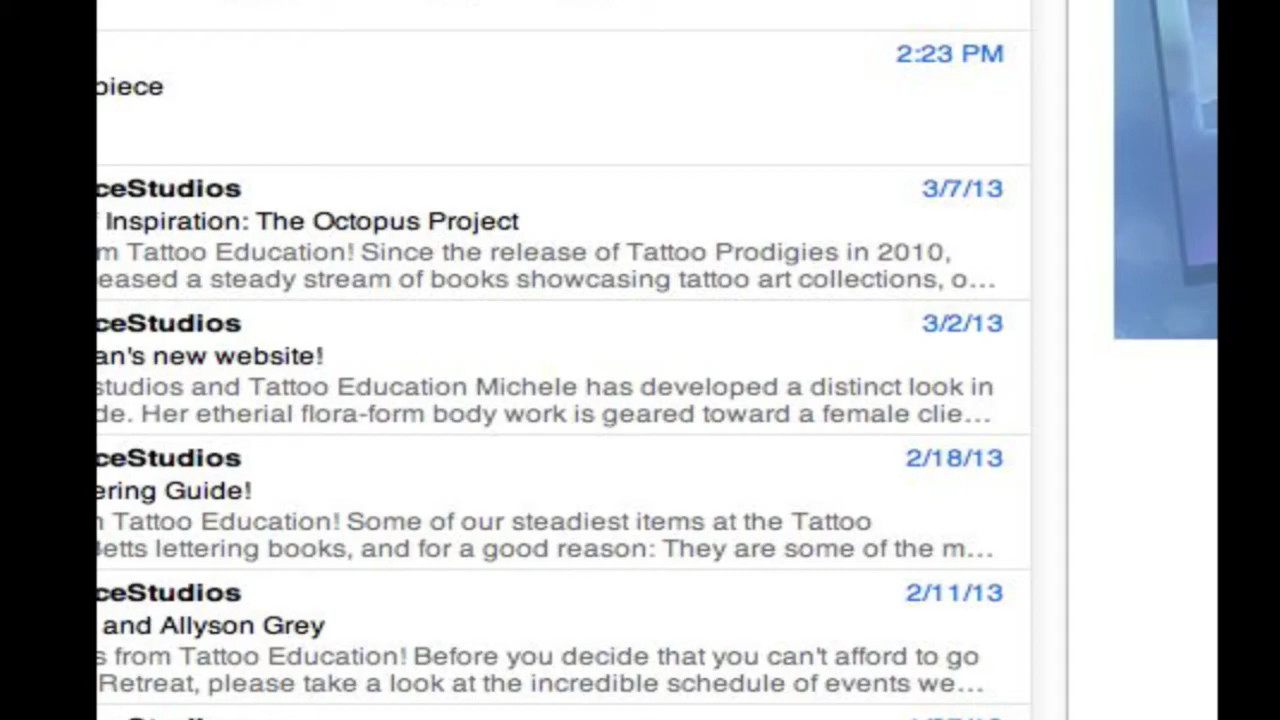 2:23 PM
piece
ceStudios 3/7/13
Inspiration: The Octopus Project
m Tattoo Education! Since the release of Tattoo Prodigies in 2010,
eased a steady stream of books showcasing tattoo art collections, o...
ceStudios 3/2/13
an's new website!
studios and Tattoo Education Michele has developed a distinct look in
de. Her etherial flora-form body work is geared toward a female clie...
ceStudios 2/18/13
ering Guide!
n Tattoo Education! Some of our steadiest items at the Tattoo
Betts lettering books, and for a good reason: They are some of the m...
ceStudios 2/11/13
and Allyson Grey
s from Tattoo Education! Before you decide that you can't afford to go
Retreat, please take a look at the incredible schedule of events we...